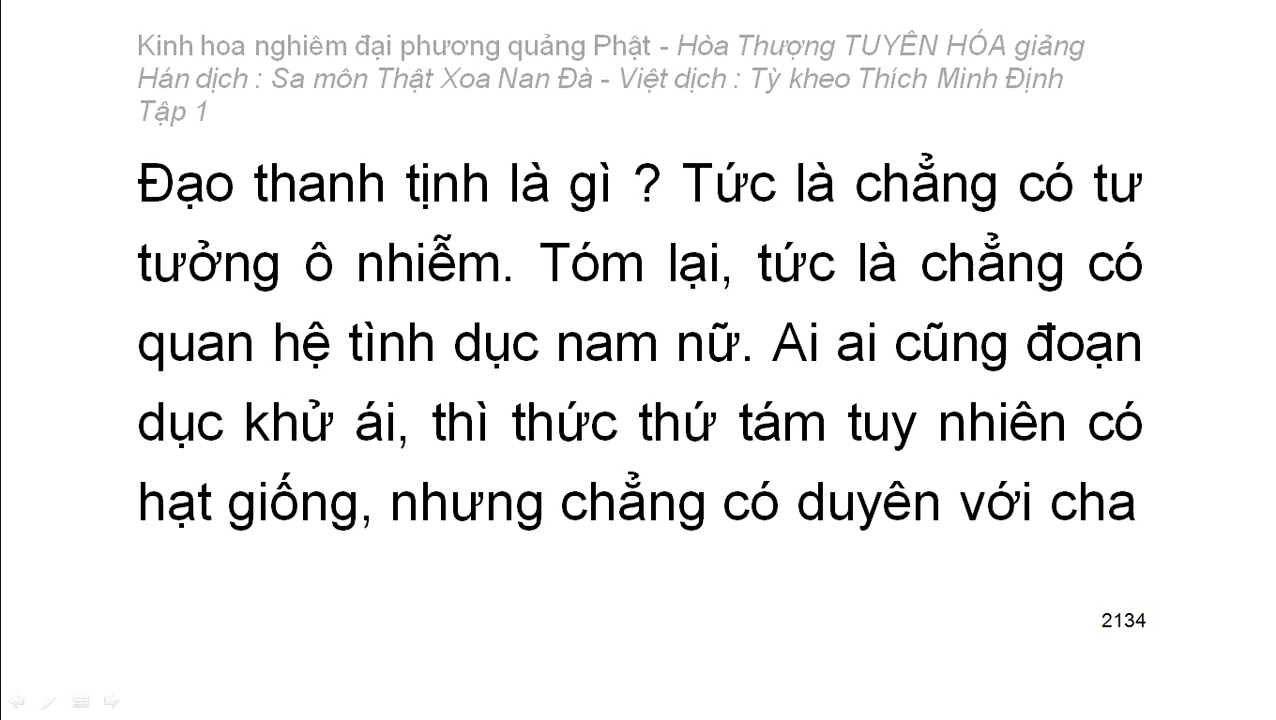 Kinh hoa nghiêm đại phương quảng Phật - Hòa Thượng TUYÊN HÓA giảng
Hán dịch : Sa môn Thật Xoa Nan Đà - Việt dịch : Tỳ kheo Thích Minh Định
Tập 1
Đạo thanh tịnh là gì ? Tức là chẳng có tư
tưởng ô nhiễm. Tóm lại, tức là chẳng có
quan hệ tình dục nam nữ. Ai ai cũng đoạn
dục khử ái, thì thức thứ tám tuy nhiên có
hạt giống, nhưng chẳng có duyên với cha
2134